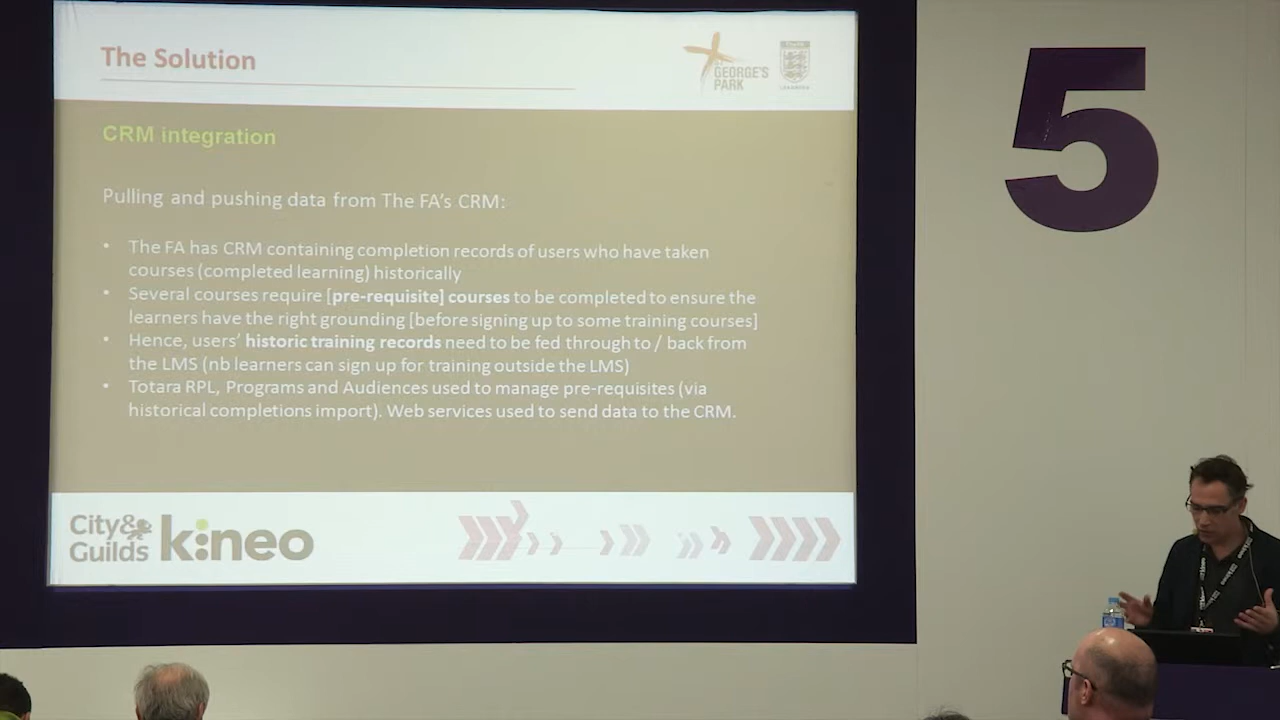 The Solution
GEORGE'S
PARK
CRM integration
Pulling and pushing data from The FA's CRM:
• The FA has CRM containing completion records of users who have taken
courses (completed learning) historically
• Several courses require [pre-requisite] courses to be completed to ensure the
learners have the right grounding [before signing up to some training courses]
• Hence, users' historic training records need to be fed through to / back from
the LMS (nb learners can sign up for training outside the LMS)
• Totara RPL, Programs and Audiences used to manage pre-requisites (via
historical completions import). Web services used to send data to the CRM.
City&
Guilds
kineo
5